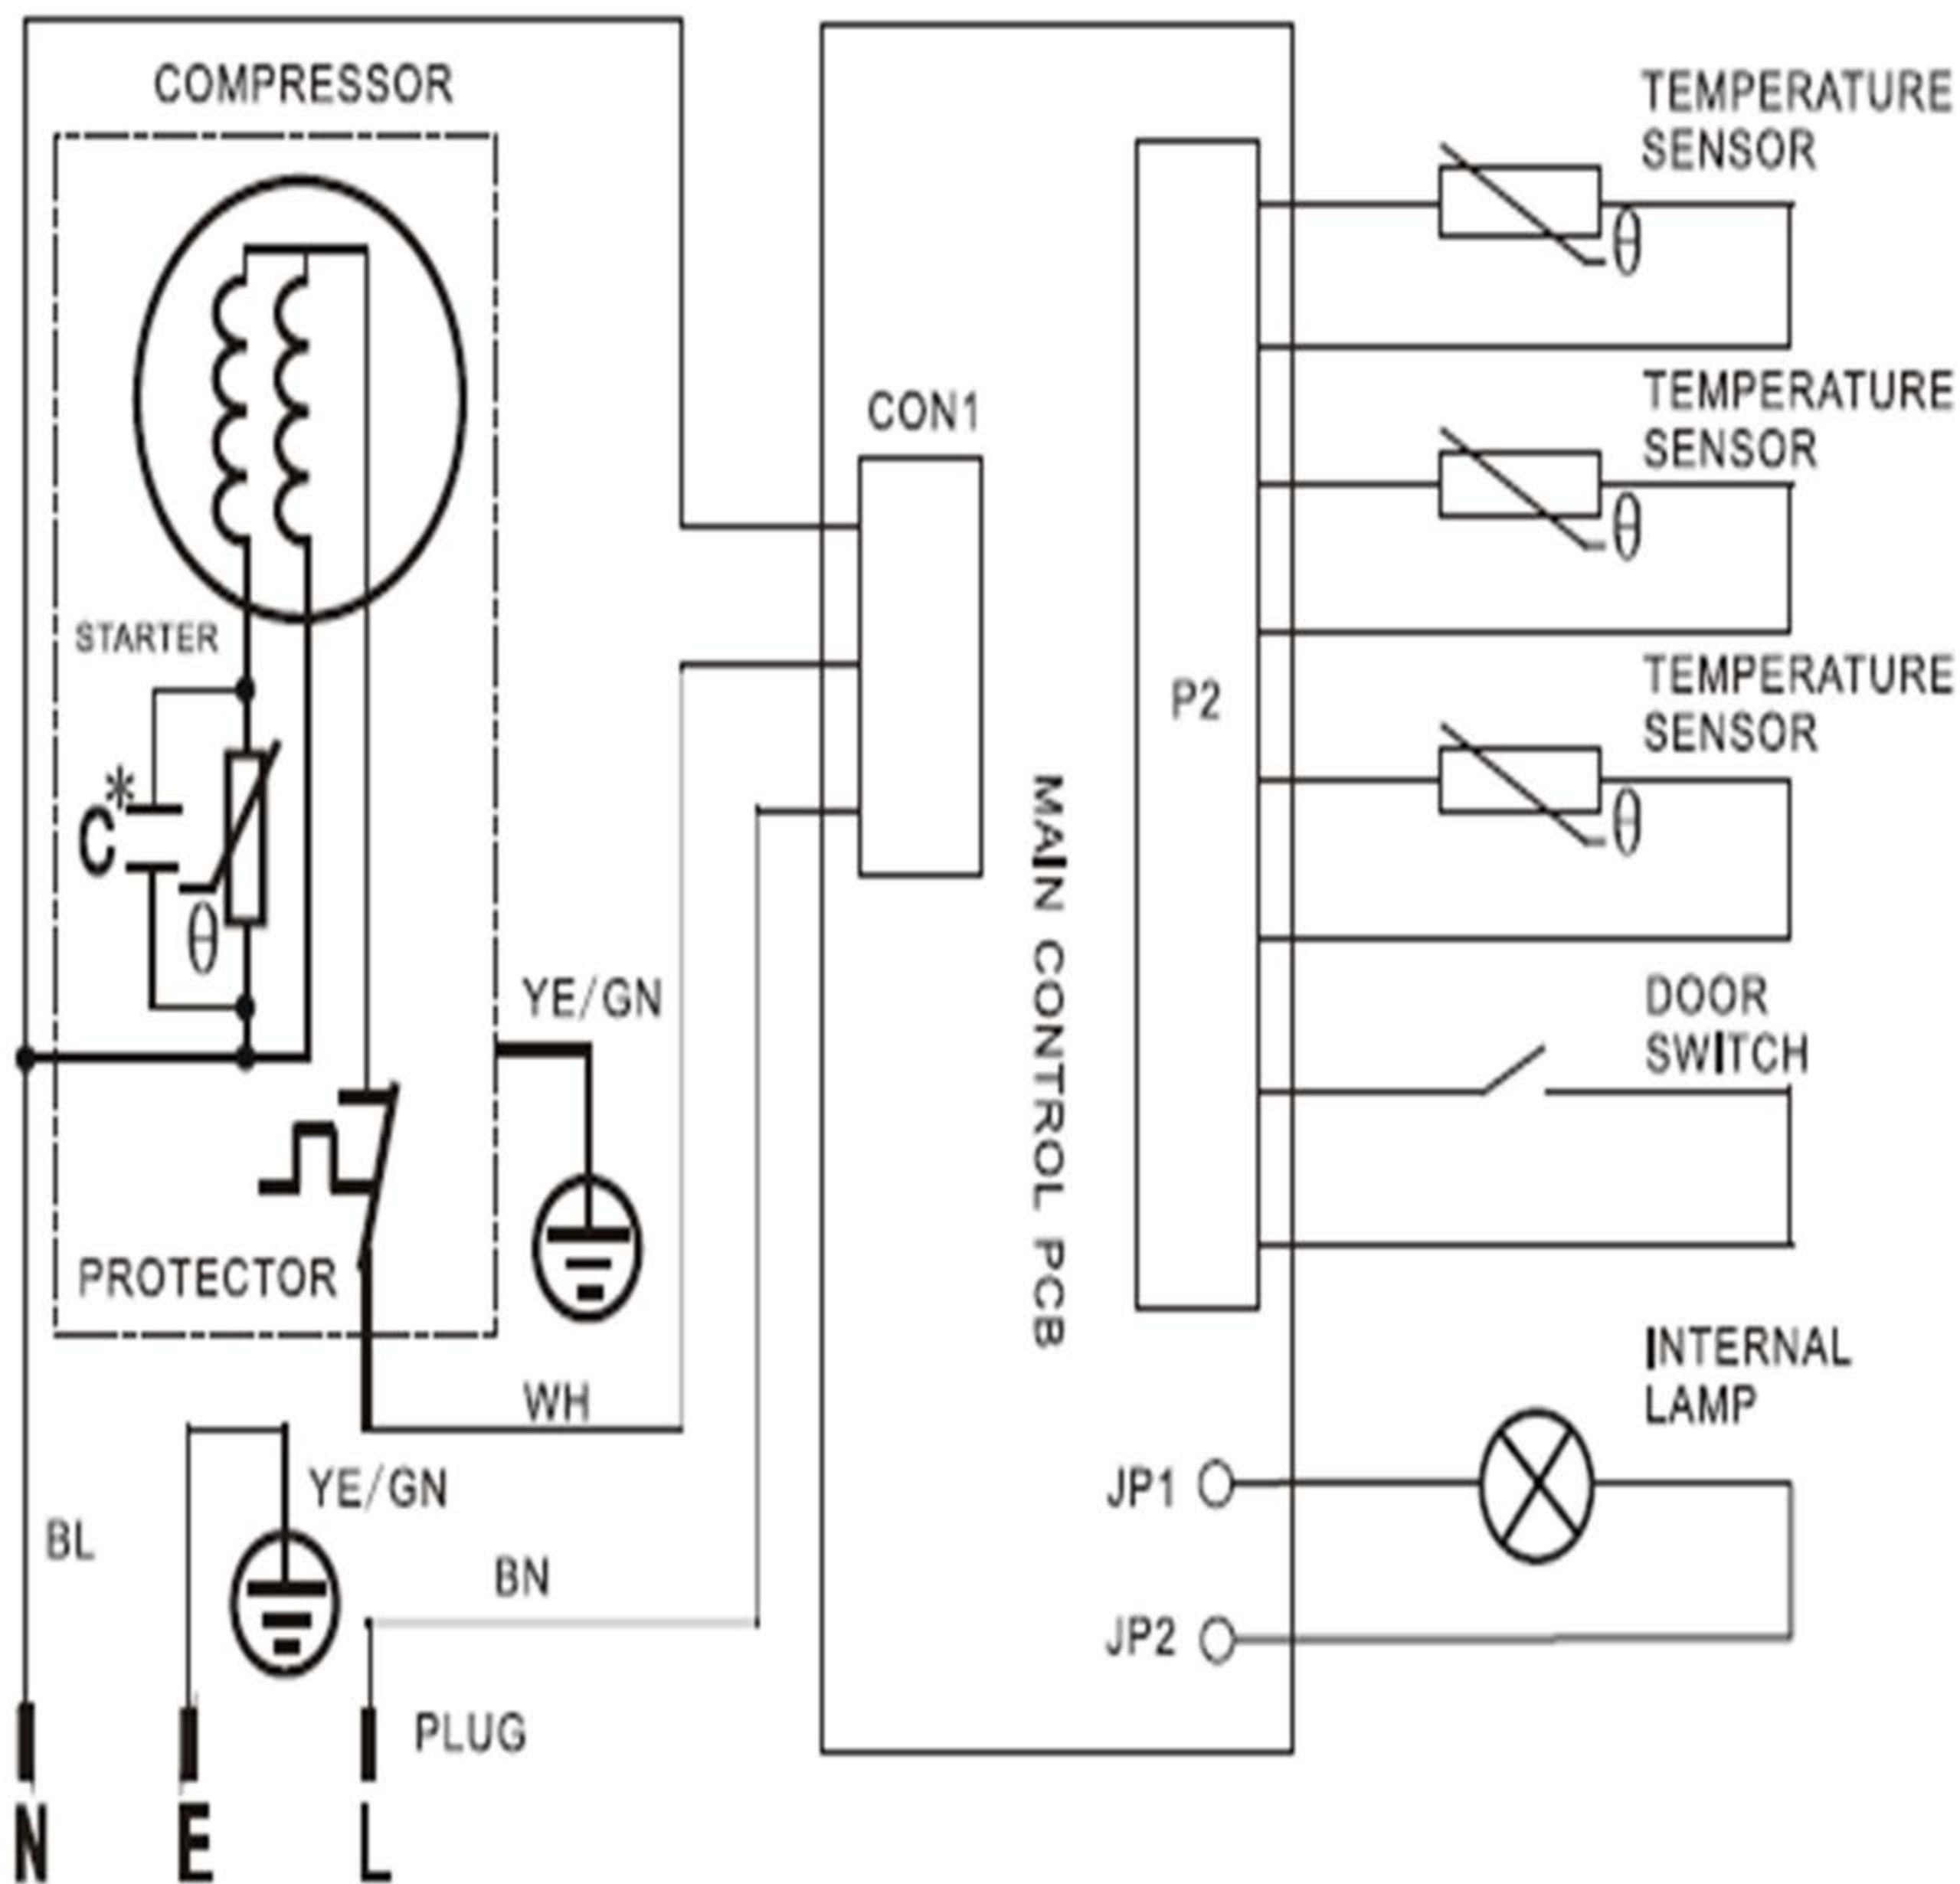 COMPRESSOR
TEMPERATURE
SENSOR
θ
CON1
TEMPERATURE
SENSOR
θ
STARTER
P2
TEMPERATURE
SENSOR
θ
C*
θ
MAIN CONTROL PCB
YE/GN
DOOR
SWITCH
PROTECTOR
INTERNAL
LAMP
WH
YE/GN
JP1
BL
BN
JP2
PLUG
N
E
L